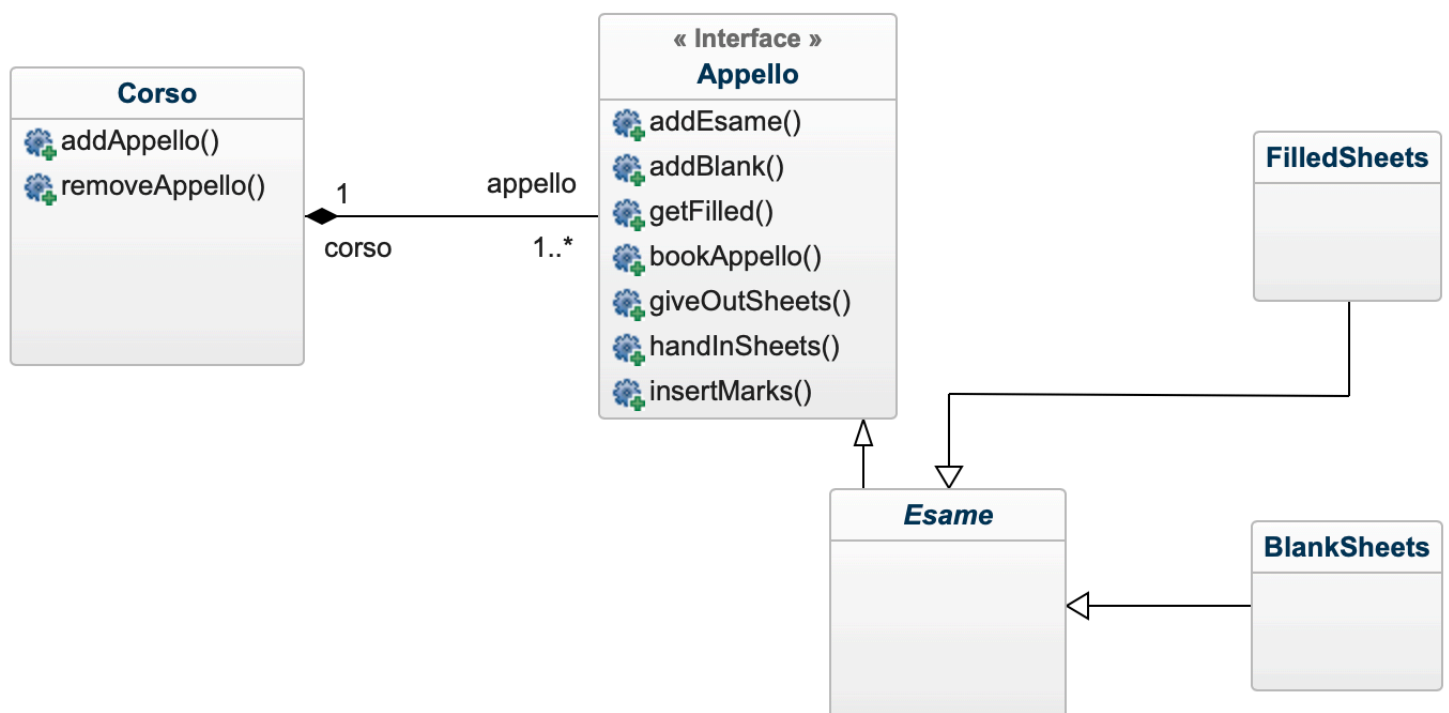 Corso
addAppello()
removeAppello()
1
corso
appello
1..*
« Interface »
Appello
addEsame()
addBlank()
getFilled()
bookAppello()
giveOutSheets()
handInSheets()
insertMarks()
FilledSheets
Esame
BlankSheets